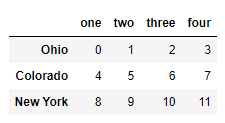 one two three four
Ohio 0 1 2 3
Colorado 4 5 6 7
New York 8 9 10 11